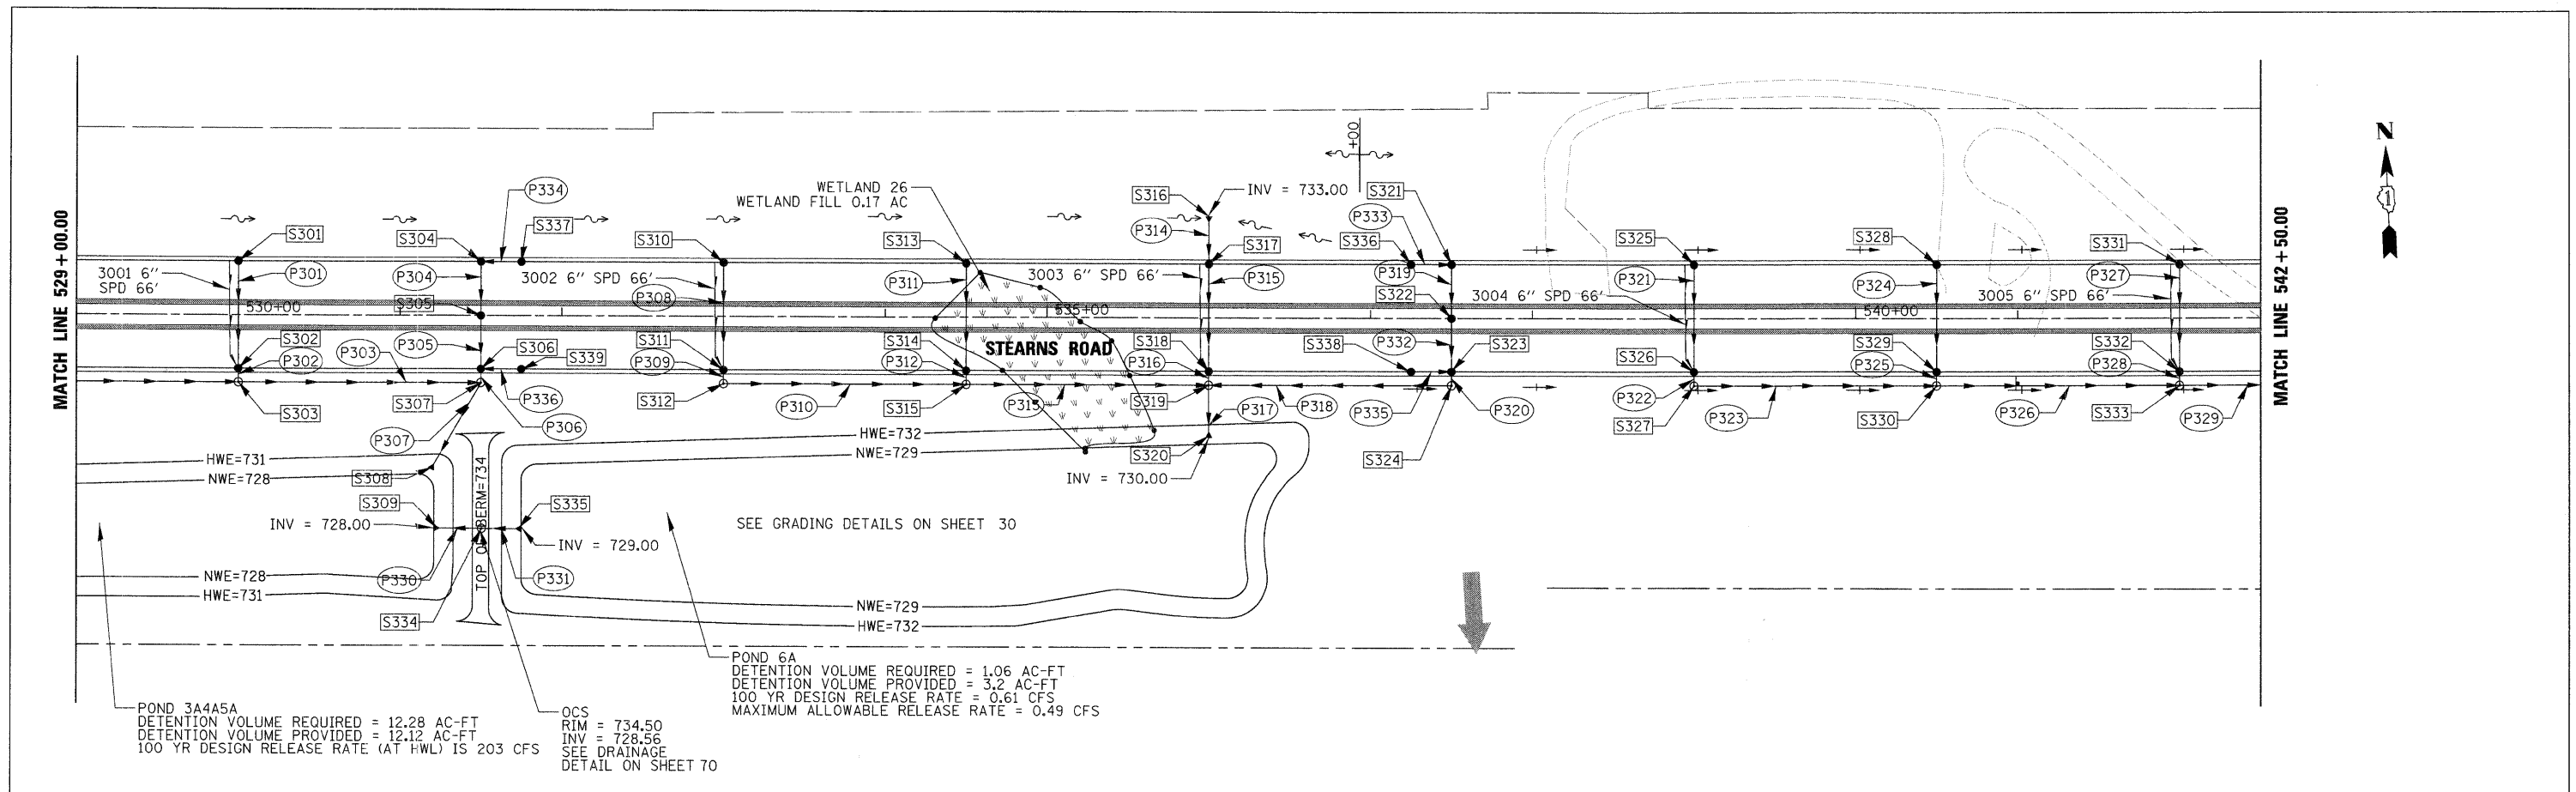 MATCH LINE 529+00.00
MATCH LINE 542+50.00
N
1
+00
WETLAND 26
WETLAND FILL 0.17 AC
P334
S316
INV = 733.00
S321
S301
S304
S337
S310
S313
P314
P333
S317
S336
S325
S328
S331
3001 6" SPD 66'
P301
P304
3002 6" SPD 66'
P308
P311
3003 6" SPD 66'
P315
P319
P321
P324
P327
S305
S322
3004 6" SPD 66'
3005 6" SPD 66'
530+00
535+00
540+00
S302
P302
P303
P305
S306
S339
S311
P309
S314
P312
STEARNS ROAD
S318
P316
S338
P332
S323
S326
S329
P325
S332
P328
S303
S307
P336
P306
S312
P310
S315
P313
S319
P317
P318
P335
P320
P322
S327
P323
S330
P326
S333
P329
P307
HWE=732
NWE=729
S320
INV = 730.00
S324
HWE=731
NWE=728
S308
TOP OF BERM=734
S309
INV = 728.00
S335
INV = 729.00
SEE GRADING DETAILS ON SHEET 30
NWE=728
HWE=731
P330
P331
NWE=729
HWE=732
S334
POND 6A
DETENTION VOLUME REQUIRED = 1.06 AC-FT
DETENTION VOLUME PROVIDED = 3.2 AC-FT
100 YR DESIGN RELEASE RATE = 0.61 CFS
MAXIMUM ALLOWABLE RELEASE RATE = 0.49 CFS
POND 3A4A5A
DETENTION VOLUME REQUIRED = 12.28 AC-FT
DETENTION VOLUME PROVIDED = 12.12 AC-FT
100 YR DESIGN RELEASE RATE (AT HWL) IS 203 CFS
OCS
RIM = 734.50
INV = 728.56
SEE DRAINAGE
DETAIL ON SHEET 70